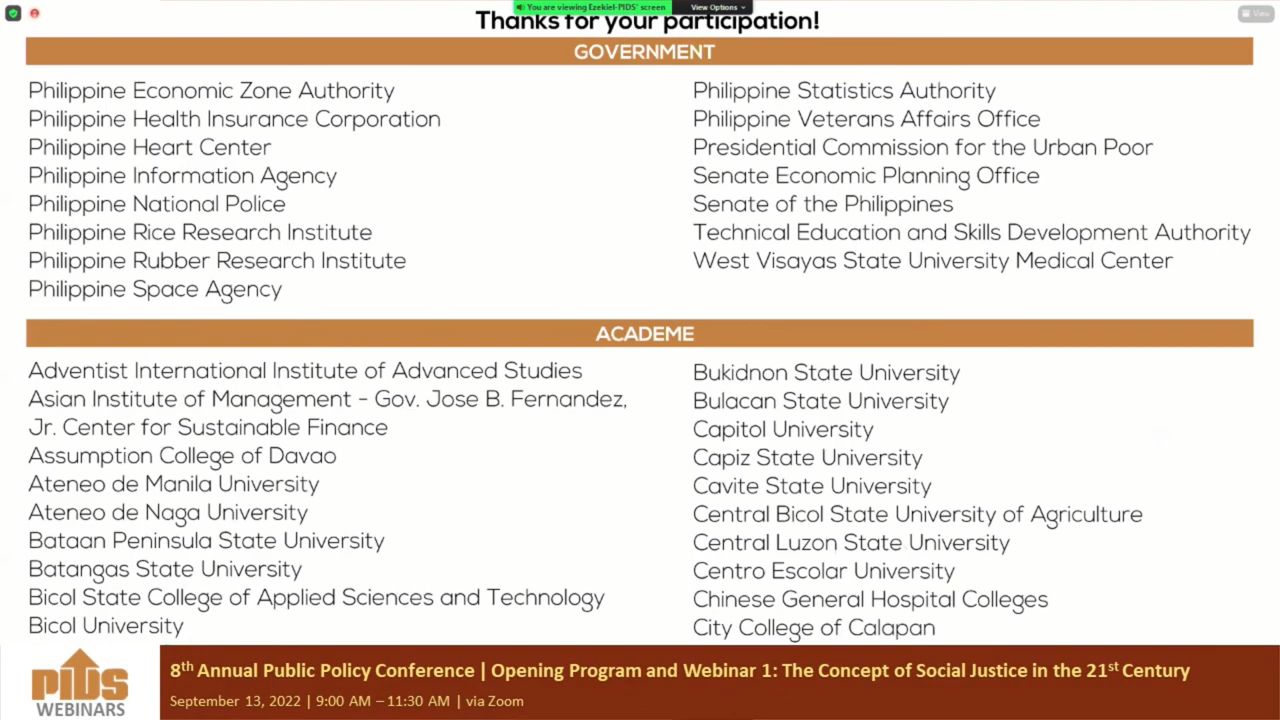 You are viewing Ezekiel-PIDS' screen
View Options
View
Thanks for your participation!
GOVERNMENT
Philippine Economic Zone Authority
Philippine Health Insurance Corporation
Philippine Heart Center
Philippine Information Agency
Philippine National Police
Philippine Rice Research Institute
Philippine Rubber Research Institute
Philippine Space Agency
Philippine Statistics Authority
Philippine Veterans Affairs Office
Presidential Commission for the Urban Poor
Senate Economic Planning Office
Senate of the Philippines
Technical Education and Skills Development Authority
West Visayas State University Medical Center
ACADEME
Adventist International Institute of Advanced Studies
Asian Institute of Management - Gov. Jose B. Fernandez,
Jr. Center for Sustainable Finance
Assumption College of Davao
Ateneo de Manila University
Ateneo de Naga University
Bataan Peninsula State University
Batangas State University
Bicol State College of Applied Sciences and Technology
Bicol University
Bukidnon State University
Bulacan State University
Capitol University
Capiz State University
Cavite State University
Central Bicol State University of Agriculture
Central Luzon State University
Centro Escolar University
Chinese General Hospital Colleges
City College of Calapan
PIDS
WEBINARS
8th Annual Public Policy Conference | Opening Program and Webinar 1: The Concept of Social Justice in the 21st Century
September 13, 2022 | 9:00 AM – 11:30 AM | via Zoom